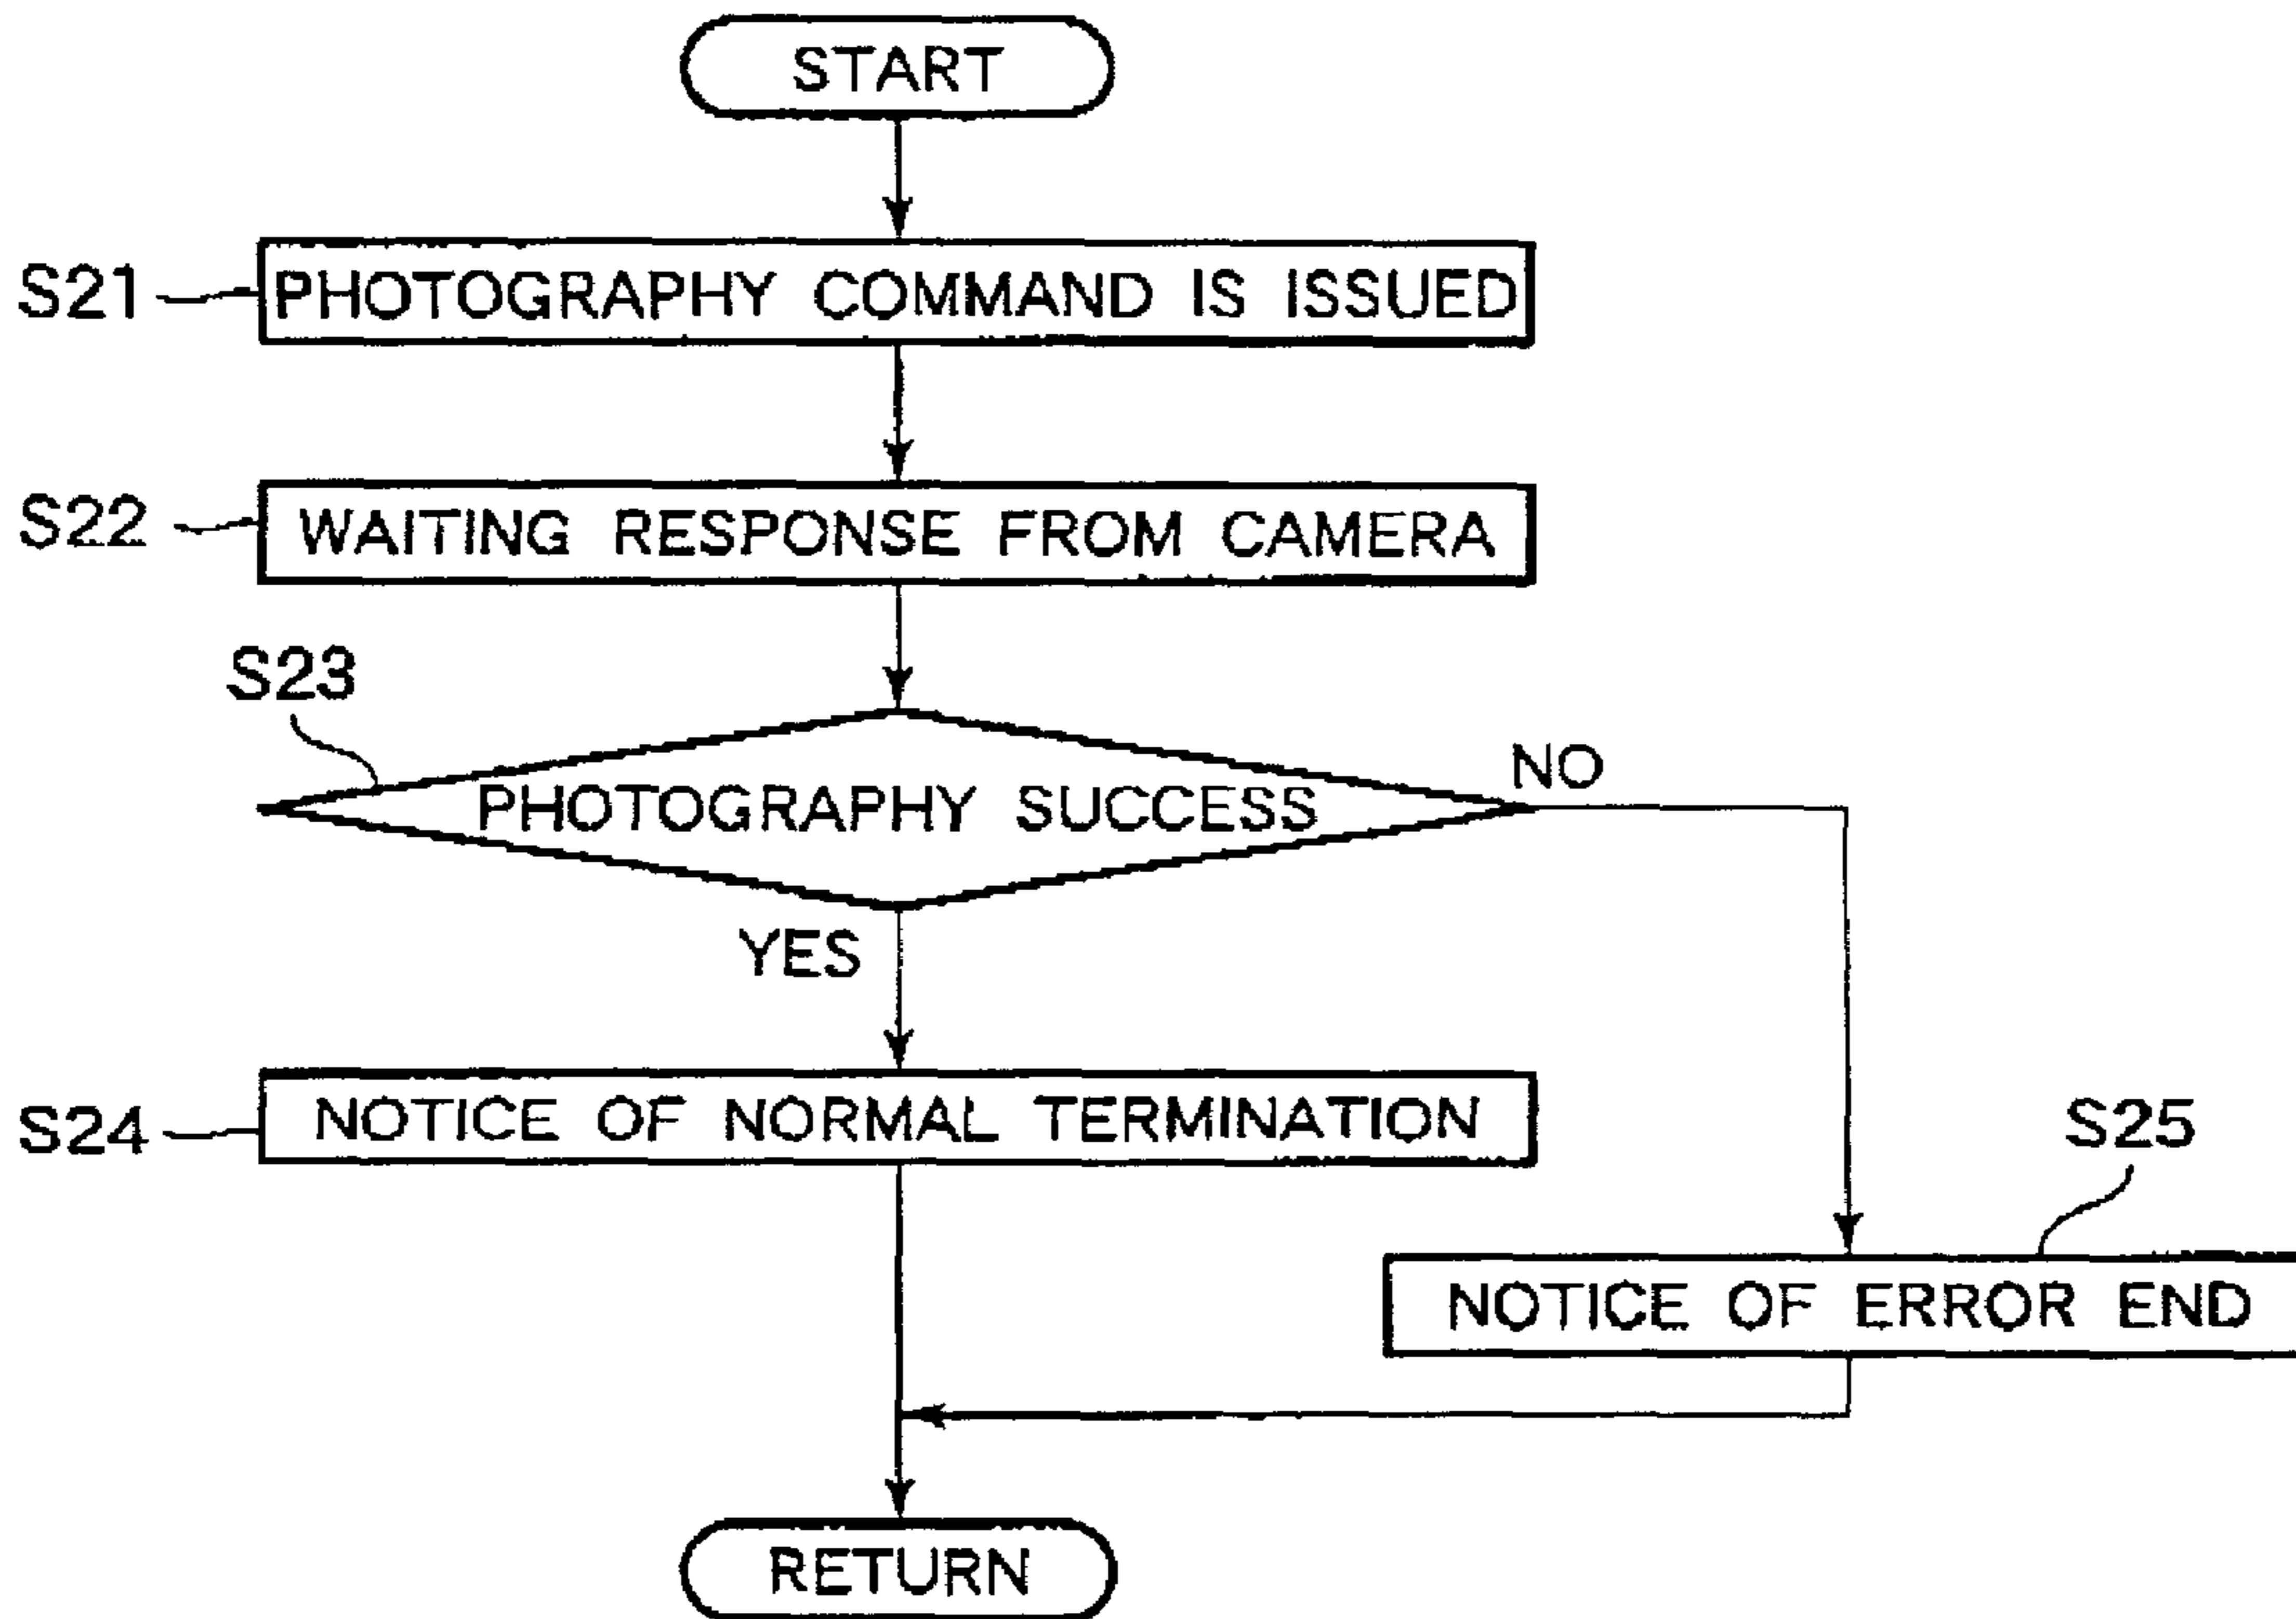 START
S21
PHOTOGRAPHY COMMAND IS ISSUED
S22
WAITING RESPONSE FROM CAMERA
S23
PHOTOGRAPHY SUCCESS
NO
YES
S24
NOTICE OF NORMAL TERMINATION
S25
NOTICE OF ERROR END
RETURN